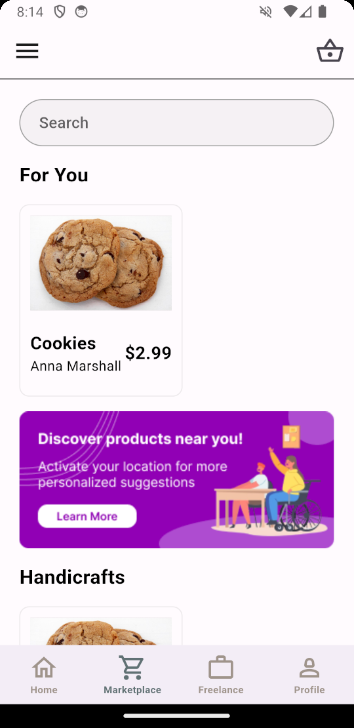 8:14
Search
For You
Cookies
Anna Marshall
$2.99
Discover products near you!
Activate your location for more
personalized suggestions
Learn More
Handicrafts
Home
Marketplace
Freelance
Profile